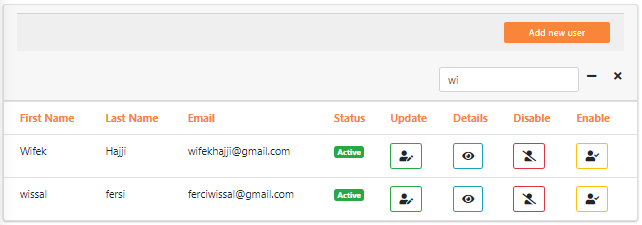 Add new user
wi
First Name Last Name Email Status Update Details Disable Enable
Wifek Hajji wifekhajji@gmail.com Active
wissal fersi ferciwissal@gmail.com Active